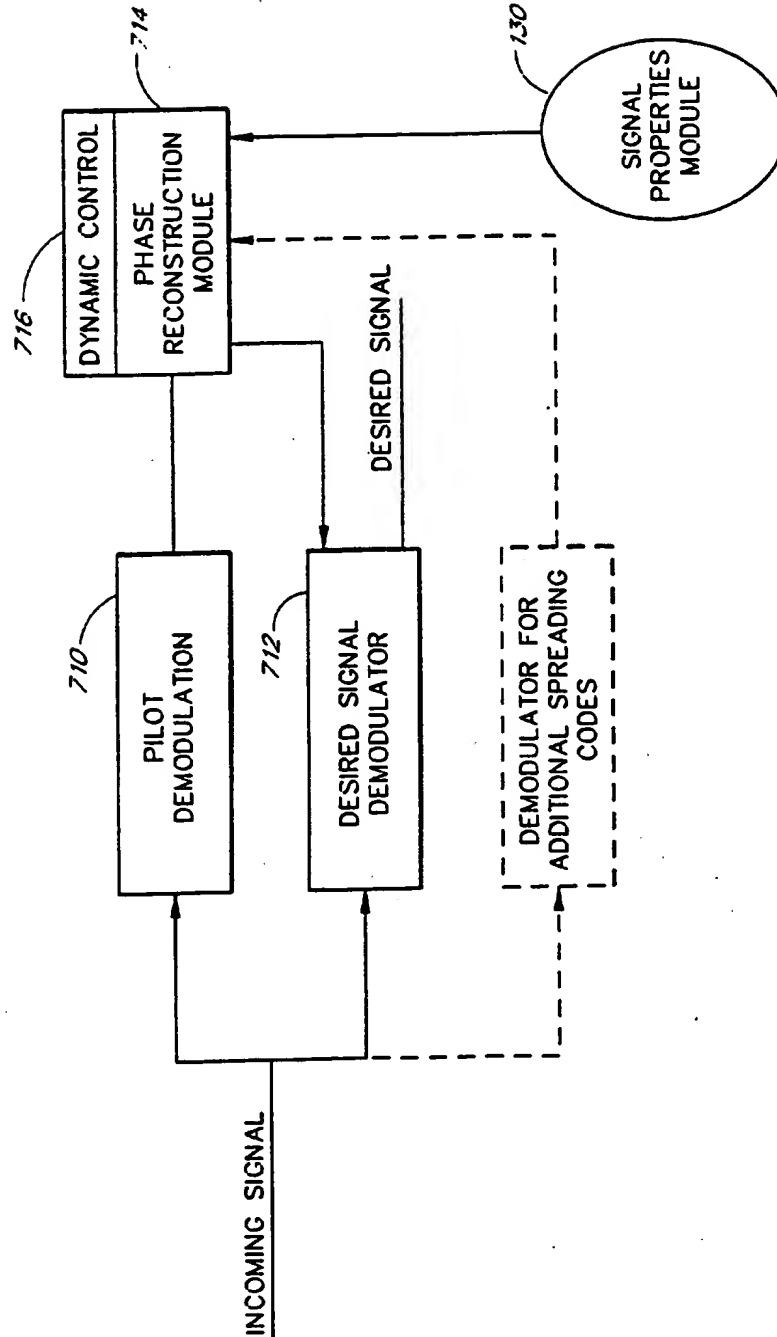 INCOMING SIGNAL
710
PILOT
DEMODULATION
712
DESIRED SIGNAL
DEMODULATOR
DEMODULATOR FOR
ADDITIONAL SPREADING
CODES
716
DYNAMIC CONTROL
PHASE
RECONSTRUCTION
MODULE
714
DESIRED SIGNAL
130
SIGNAL
PROPERTIES
MODULE